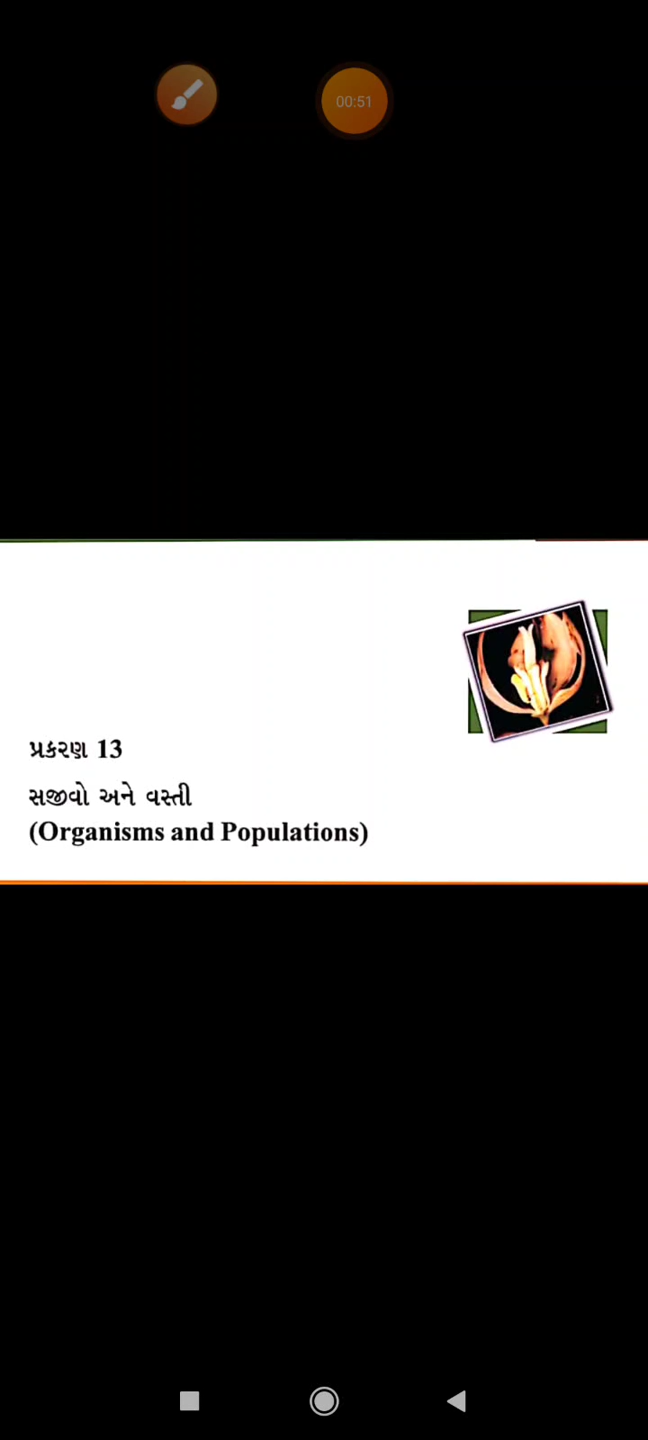 00:51
પ્રકરણ 13
સજીવો અને વસ્તી
(Organisms and Populations)